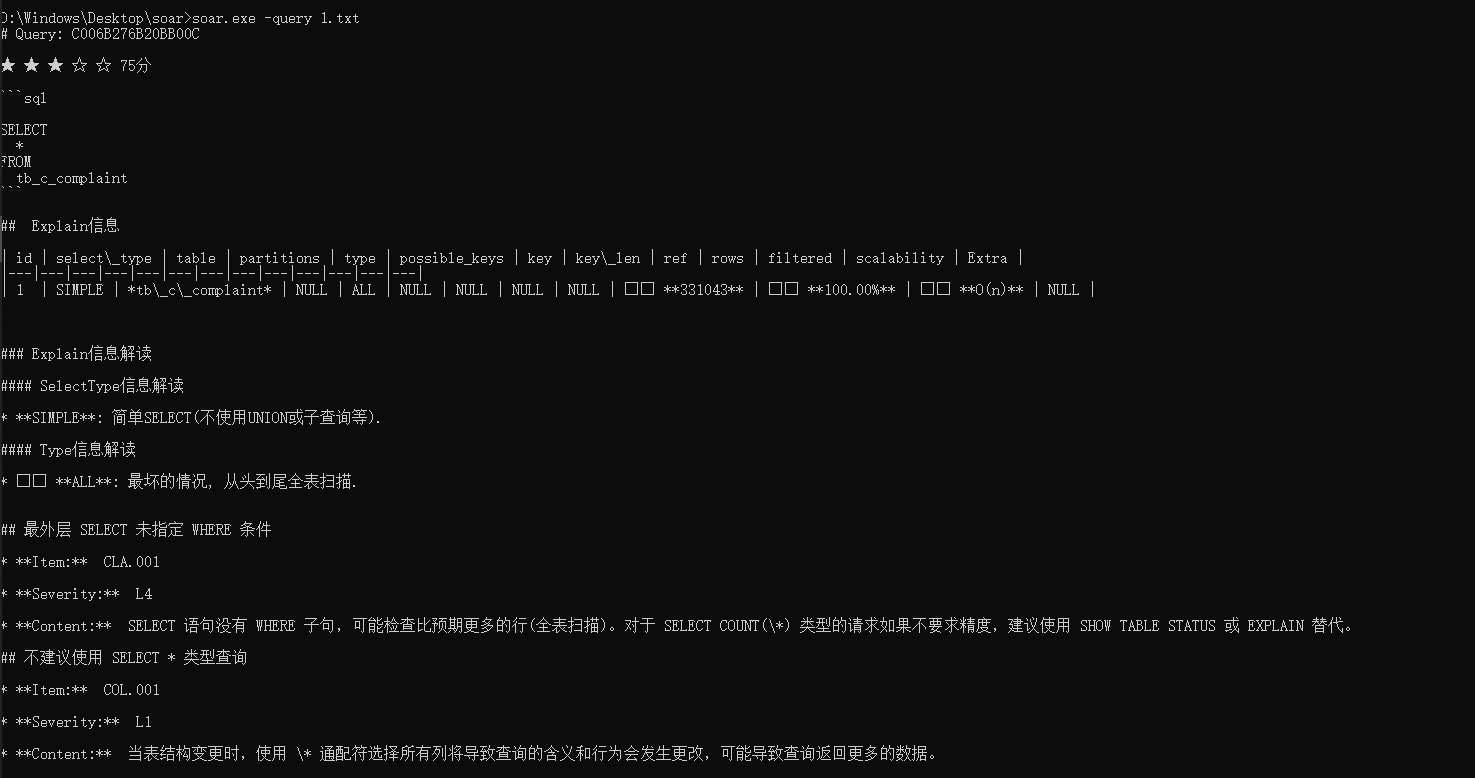 D:\Windows\Desktop\soar>soar.exe -query 1.txt
# Query: C006B276B20BB00C
★ ★ ★ ☆ ☆ 75分
```sql
SELECT
*
FROM
tb_c_complaint
```
## Explain信息
| id | select\_type | table | partitions | type | possible_keys | key | key\_len | ref | rows | filtered | scalability | Extra |
|---|---|---|---|---|---|---|---|---|---|---|---|---|
| 1 | SIMPLE | *tb\_c\_complaint* | NULL | ALL | NULL | NULL | NULL | NULL | □□ **331043** | □□ **100.00%** | □□ **O(n)** | NULL |
### Explain信息解读
#### SelectType信息解读
* **SIMPLE**: 简单SELECT(不使用UNION或子查询等).
#### Type信息解读
* □□ **ALL**: 最坏的情况, 从头到尾全表扫描.
## 最外层 SELECT 未指定 WHERE 条件
* **Item:** CLA.001
* **Severity:** L4
* **Content:** SELECT 语句没有 WHERE 子句，可能检查比预期更多的行(全表扫描)。对于 SELECT COUNT(\*) 类型的请求如果不要求精度，建议使用 SHOW TABLE STATUS 或 EXPLAIN 替代。
## 不建议使用 SELECT * 类型查询
* **Item:** COL.001
* **Severity:** L1
* **Content:** 当表结构变更时，使用 \* 通配符选择所有列将导致查询的含义和行为会发生更改，可能导致查询返回更多的数据。